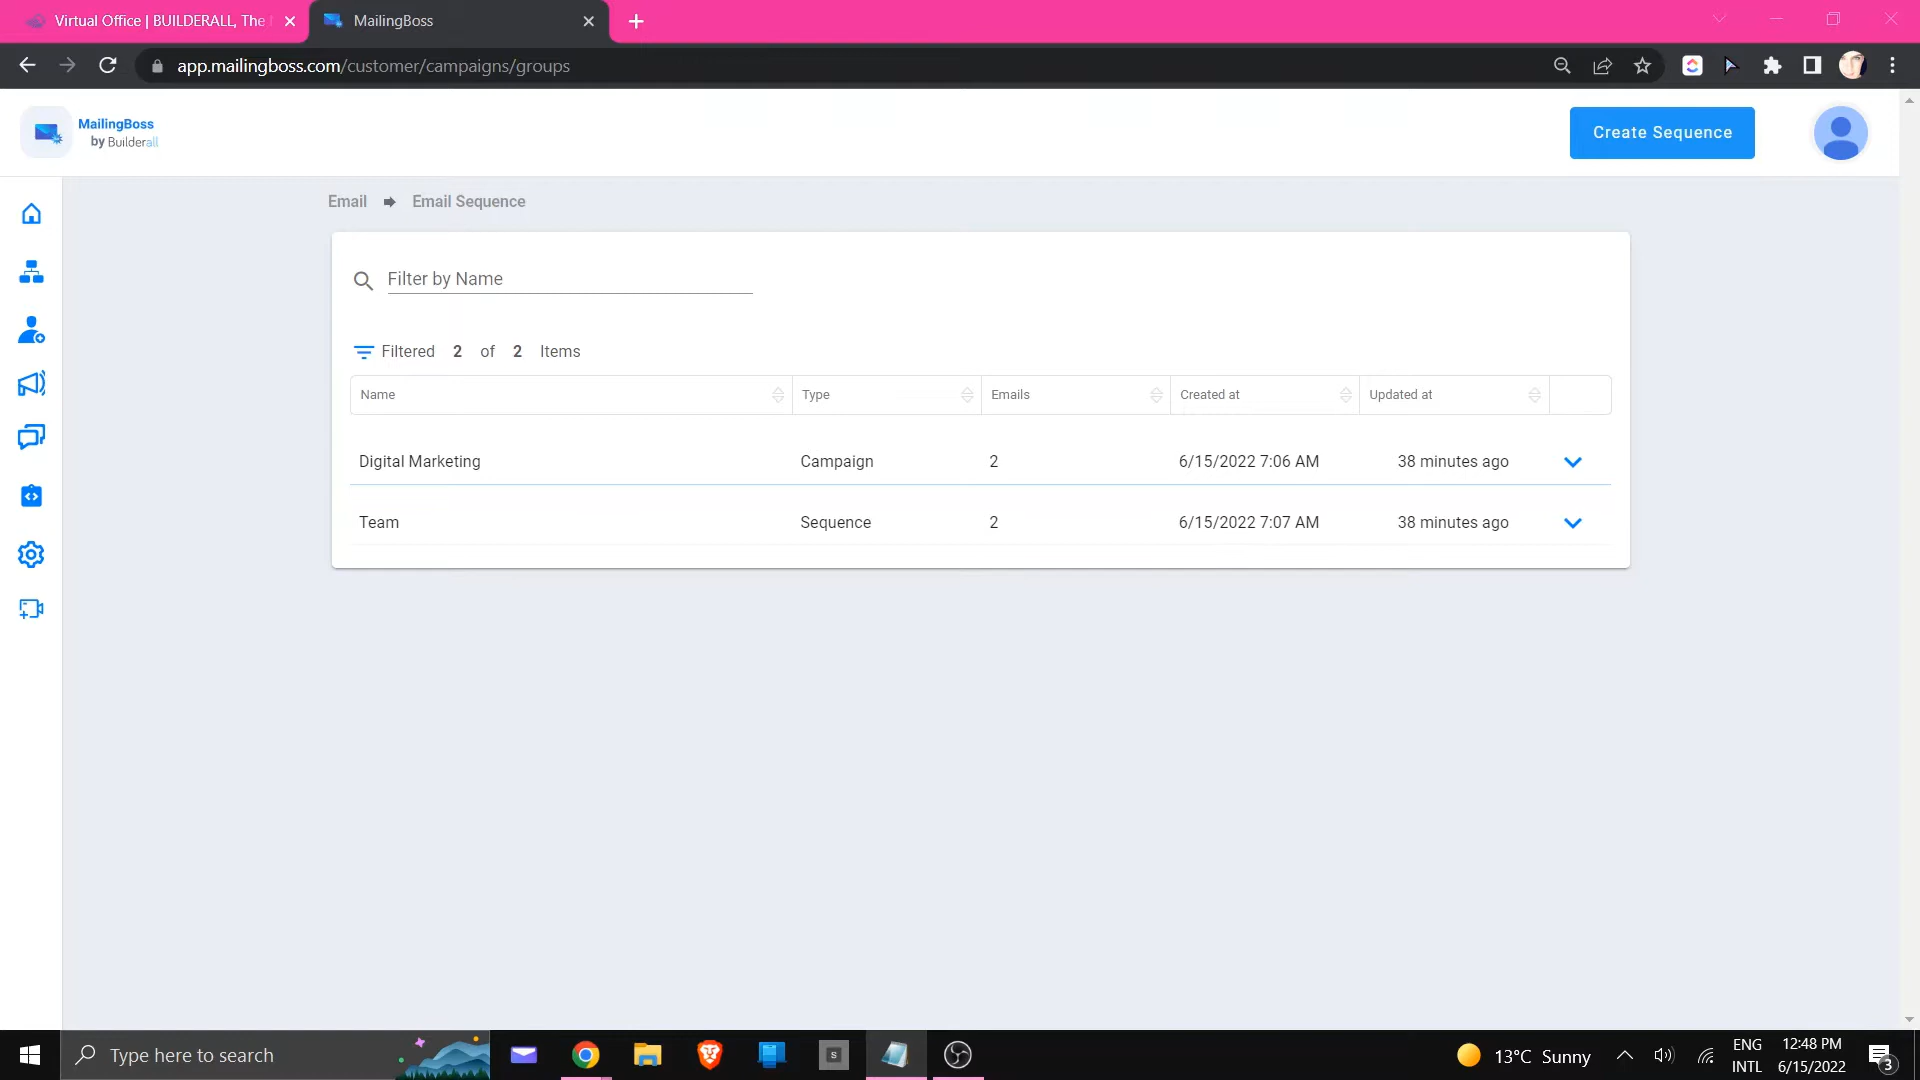 Virtual Office | BUILDERALL, The
MailingBoss
app.mailingboss.com/customer/campaigns/groups
MailingBoss
by Builderall
Create Sequence
Email Email Sequence
Filter by Name
Filtered 2 of 2 Items
Name Type Emails Created at Updated at
Digital Marketing Campaign 2 6/15/2022 7:06 AM 38 minutes ago
Team Sequence 2 6/15/2022 7:07 AM 38 minutes ago
Type here to search
S
13°C Sunny
ENG
INTL
12:48 PM
6/15/2022
3